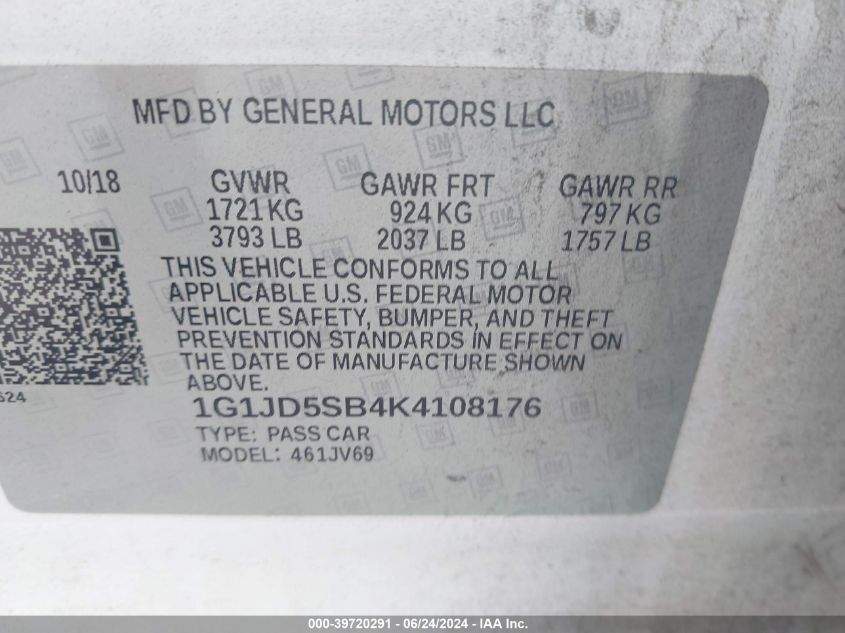 MFD BY GENERAL MOTORS LLC
10/18 GVWR GAWR FRT GAWR RR
1721 KG 924 KG 797 KG
3793 LB 2037 LB 1757 LB
THIS VEHICLE CONFORMS TO ALL
APPLICABLE U.S. FEDERAL MOTOR
VEHICLE SAFETY, BUMPER, AND THEFT
PREVENTION STANDARDS IN EFFECT ON
THE DATE OF MANUFACTURE SHOWN
ABOVE.
624
1G1JD5SB4K4108176
TYPE: PASS CAR
MODEL: 461JV69
000-39720291 - 06/24/2024 - IAA Inc.